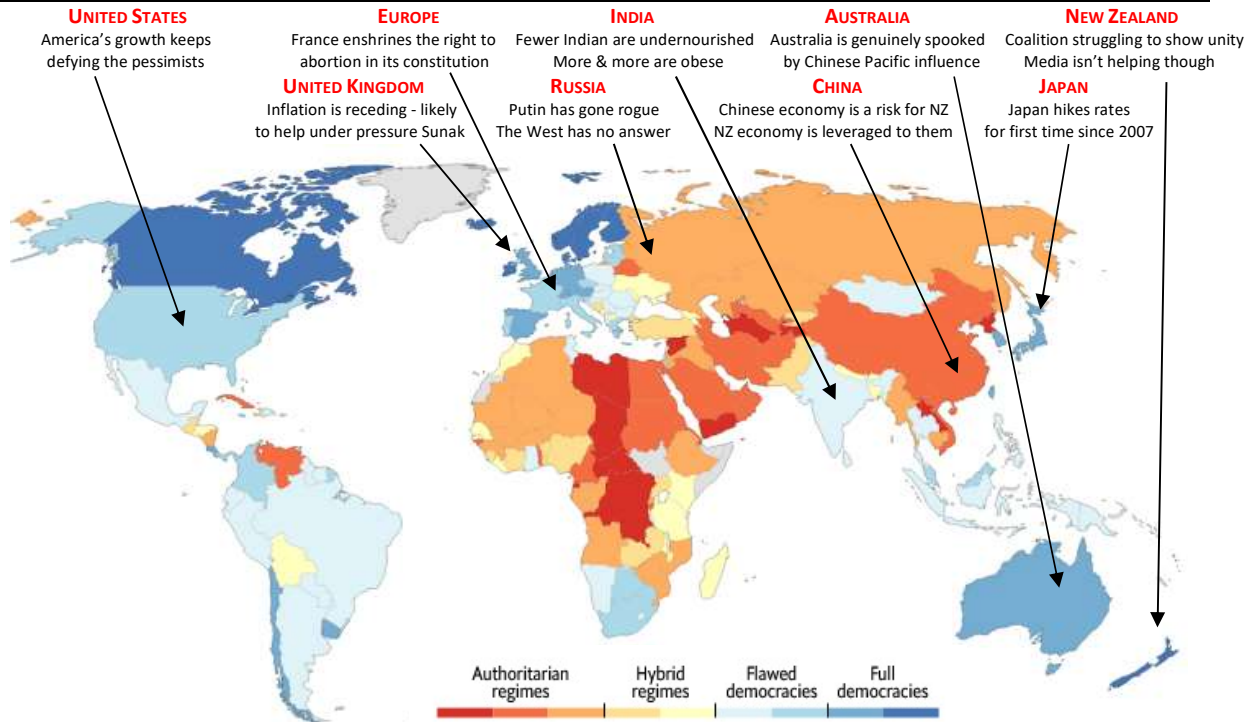 UNITED STATES
America's growth keeps
defying the pessimists
EUROPE
France enshrines the right to
abortion in its constitution
INDIA
Fewer Indian are undernourished
More & more are obese
AUSTRALIA
Australia is genuinely spooked
by Chinese Pacific influence
NEW ZEALAND
Coalition struggling to show unity
Media isn't helping though
UNITED KINGDOM
Inflation is receding - likely
to help under pressure Sunak
RUSSIA
Putin has gone rogue
The West has no answer
CHINA
Chinese economy is a risk for NZ
NZ economy is leveraged to them
JAPAN
Japan hikes rates
for first time since 2007
Authoritarian
regimes
Hybrid
regimes
Flawed
democracies
Full
democracies